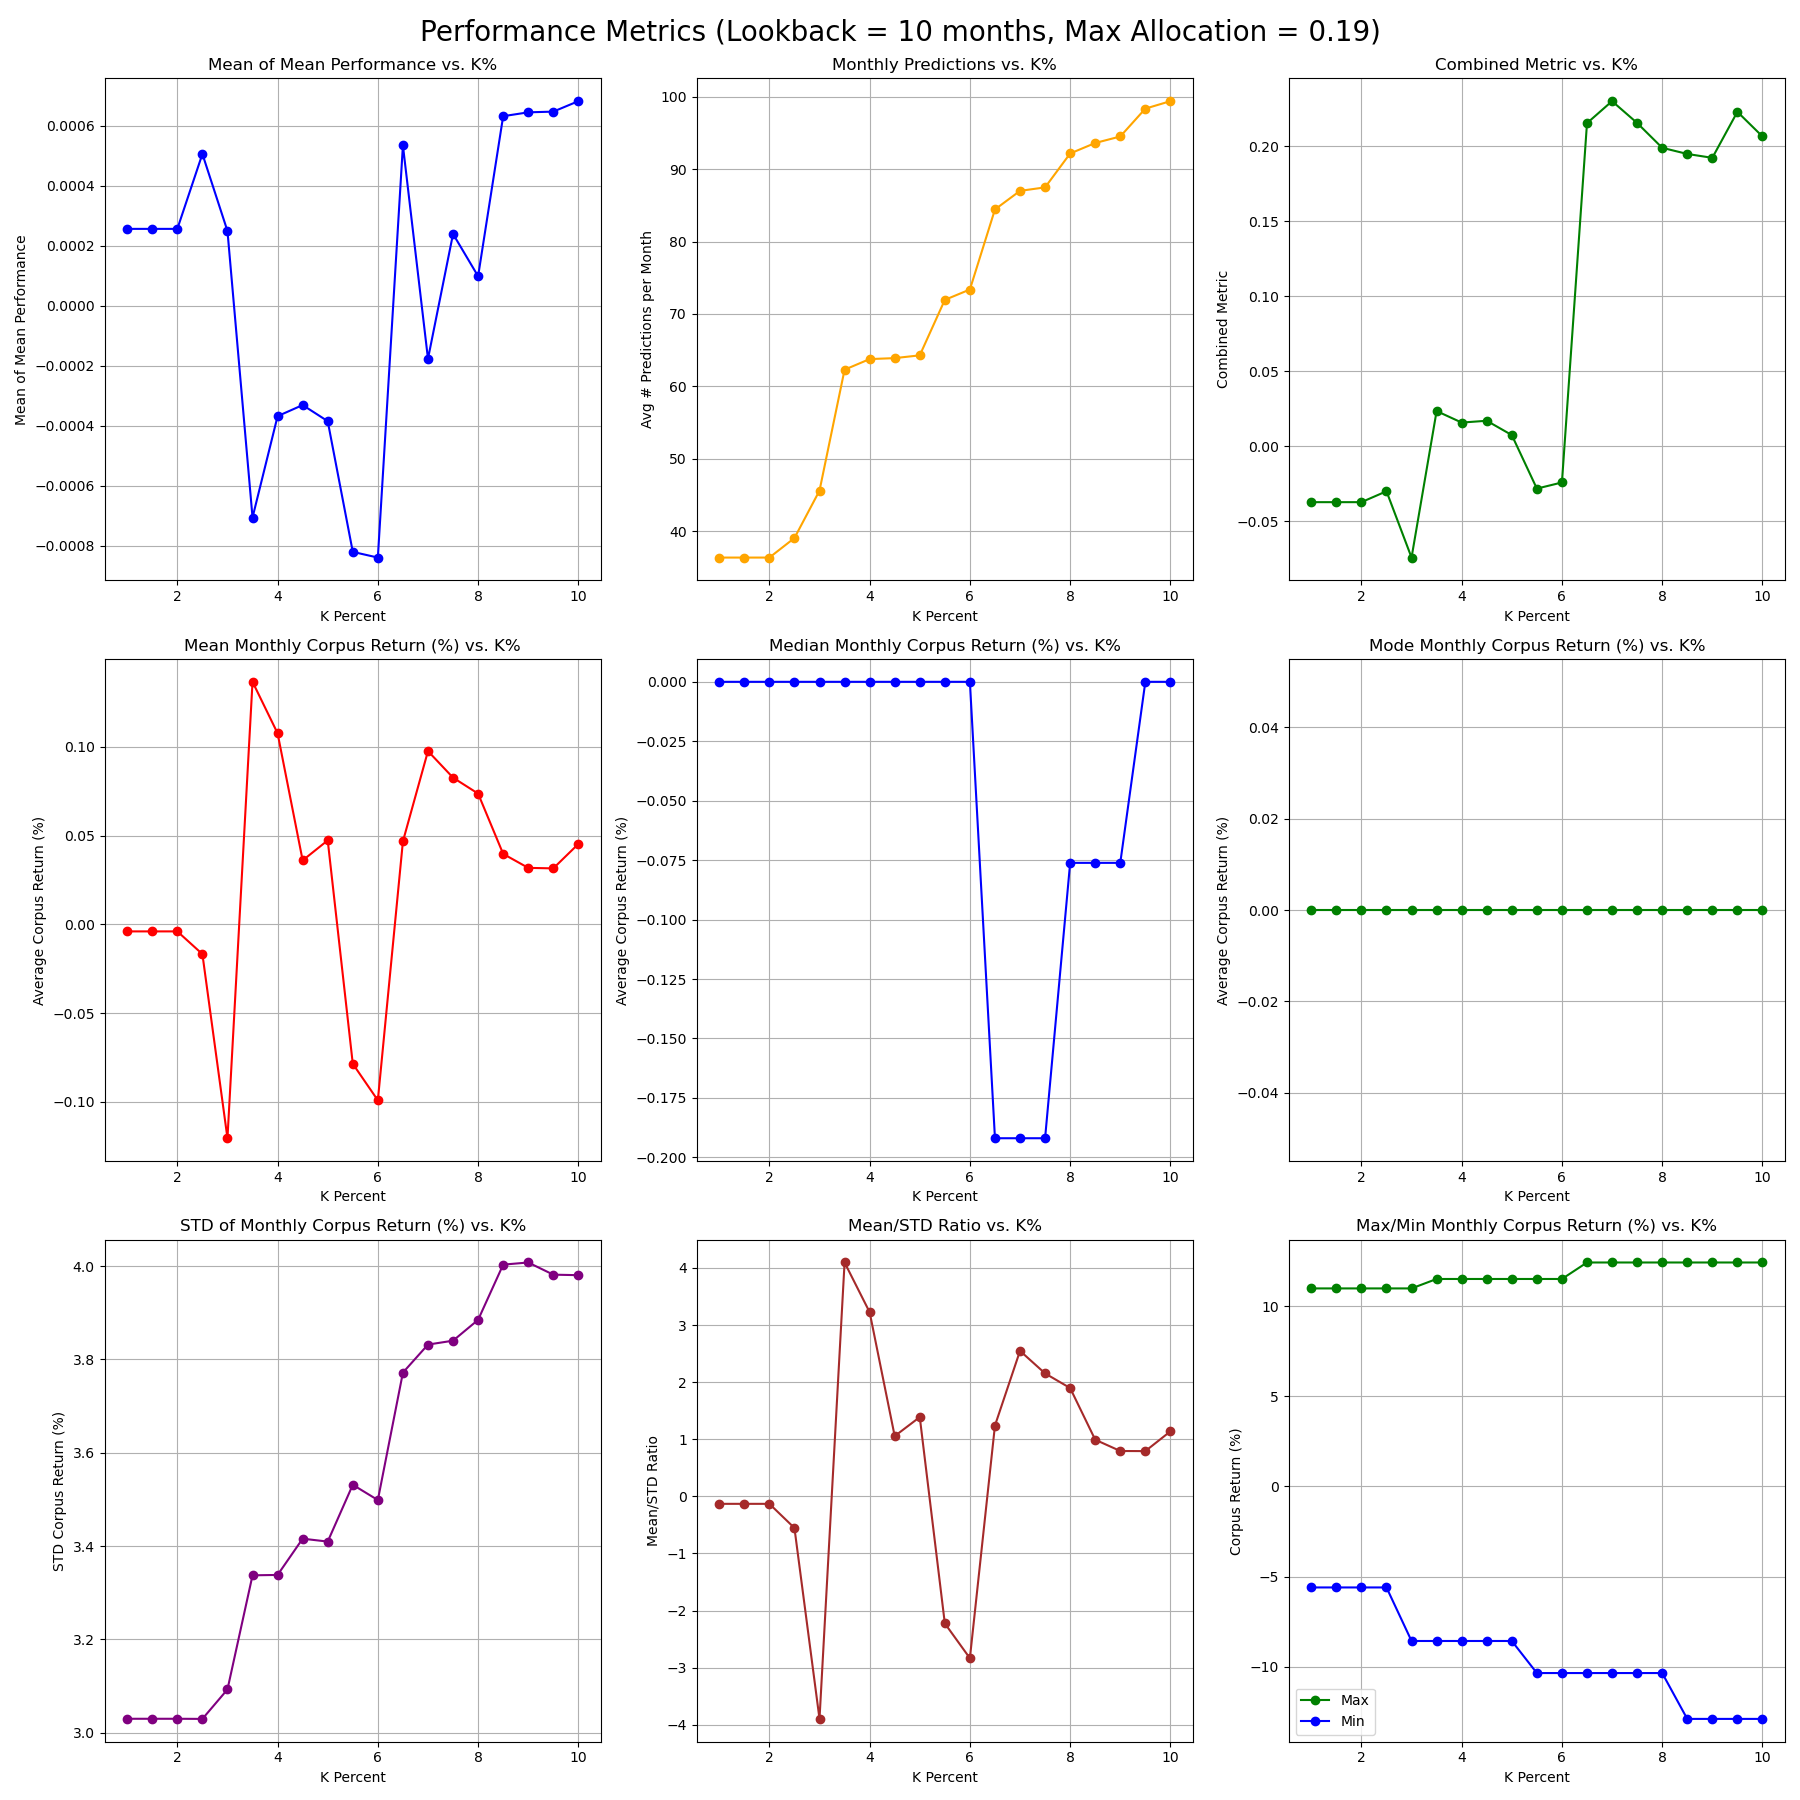 Performance Metrics (Lookback = 10 months, Max Allocation = 0.19)
Mean of Mean Performance vs. K%
Mean of Mean Performance
0.0006
0.0004
0.0002
0.0000
−0.0002
−0.0004
−0.0006
−0.0008
2 4 6 8 10
K Percent
Monthly Predictions vs. K%
Avg # Predictions per Month
100
90
80
70
60
50
40
2 4 6 8 10
K Percent
Combined Metric vs. K%
Combined Metric
0.20
0.15
0.10
0.05
0.00
−0.05
2 4 6 8 10
K Percent
Mean Monthly Corpus Return (%) vs. K%
Average Corpus Return (%)
0.10
0.05
0.00
−0.05
−0.10
2 4 6 8 10
K Percent
Median Monthly Corpus Return (%) vs. K%
Average Corpus Return (%)
0.000
−0.025
−0.050
−0.075
−0.100
−0.125
−0.150
−0.175
−0.200
2 4 6 8 10
K Percent
Mode Monthly Corpus Return (%) vs. K%
Average Corpus Return (%)
0.04
0.02
0.00
−0.02
−0.04
2 4 6 8 10
K Percent
STD of Monthly Corpus Return (%) vs. K%
STD Corpus Return (%)
4.0
3.8
3.6
3.4
3.2
3.0
2 4 6 8 10
K Percent
Mean/STD Ratio vs. K%
Mean/STD Ratio
4
3
2
1
0
−1
−2
−3
−4
2 4 6 8 10
K Percent
Max/Min Monthly Corpus Return (%) vs. K%
Corpus Return (%)
10
5
0
−5
−10
Max
Min
2 4 6 8 10
K Percent